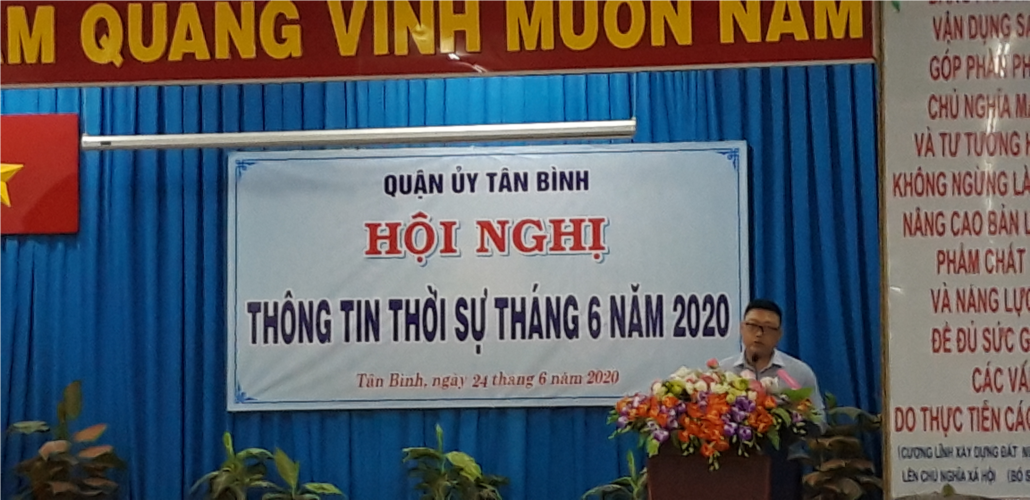 QUANG VINH MUÔN NĂM
QUẬN ỦY TÂN BÌNH
HỘI NGHỊ
THÔNG TIN THỜI SỰ THÁNG 6 NĂM 2020
Tân Bình, ngày 24 tháng 6 năm 2020
VẬN DỤNG
GÓP PHẦN
CHỦ NGHĨA
VÀ TƯ TƯỞNG
KHÔNG NGỪNG
NÂNG CAO BẢN
PHẨM CHẤT
VÀ NĂNG
ĐỂ ĐỦ SỨC
CÁC
DO THỰC TIỄN
(CƯƠNG LĨNH XÂY DỰNG ĐẤT
LÊN CHỦ NGHĨA XÃ HỘI